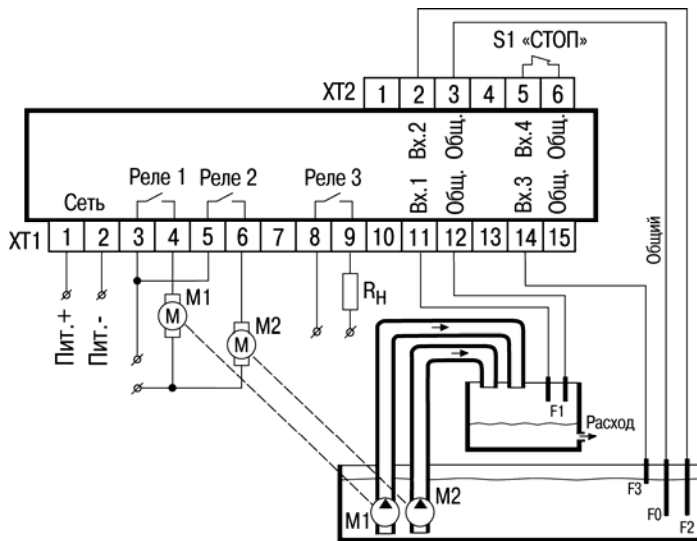 S1 «СТОП»
XT2 1 2 3 4 5 6
Вх.2 Общ. Вх.4 Общ.
Реле 1 Реле 2 Реле 3
Сеть
Вх.1 Общ. Вх.3 Общ.
XT1 1 2 3 4 5 6 7 8 9 10 11 12 13 14 15
Пит.+
Пит.-
M1
M
M2
M
RН
Общий
F1
Расход
F3
F0
F2
M1
M2